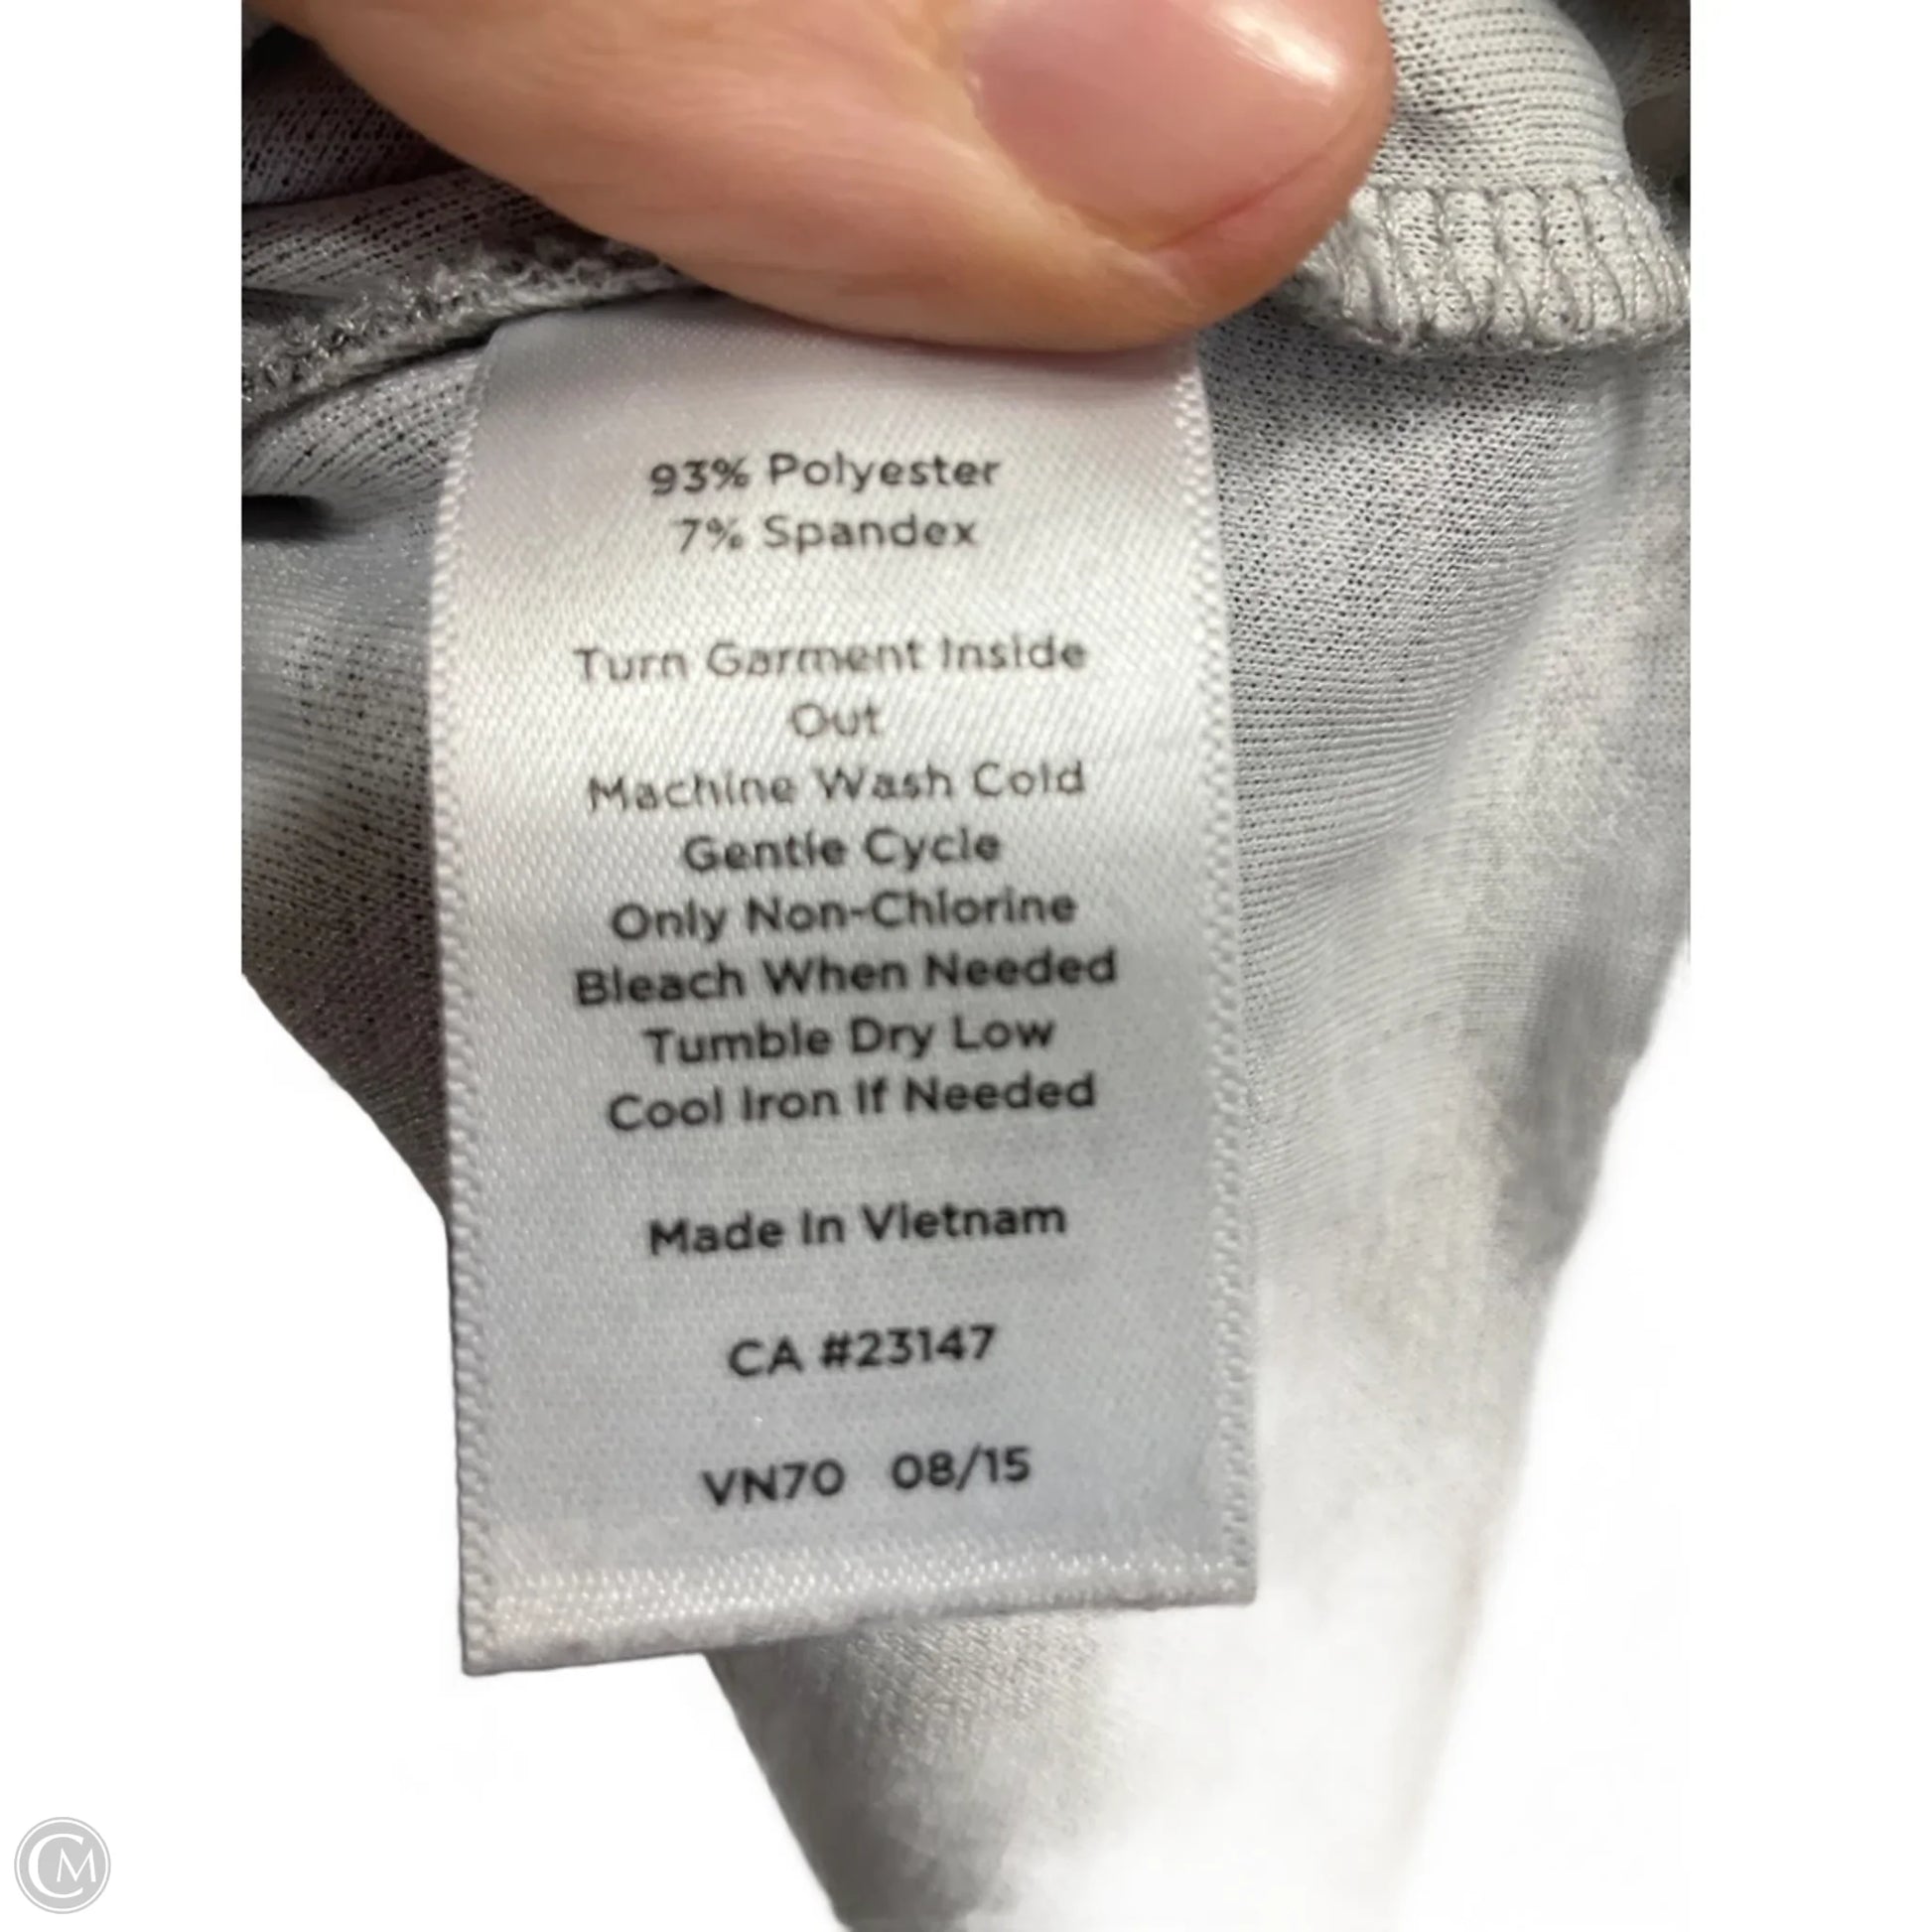 93% Polyester
7% Spandex
Turn Garment Inside
Out
Machine Wash Cold
Gentle Cycle
Only Non-Chlorine
Bleach When Needed
Tumble Dry Low
Cool Iron If Needed
Made In Vietnam
CA #23147
VN70 08/15
CM